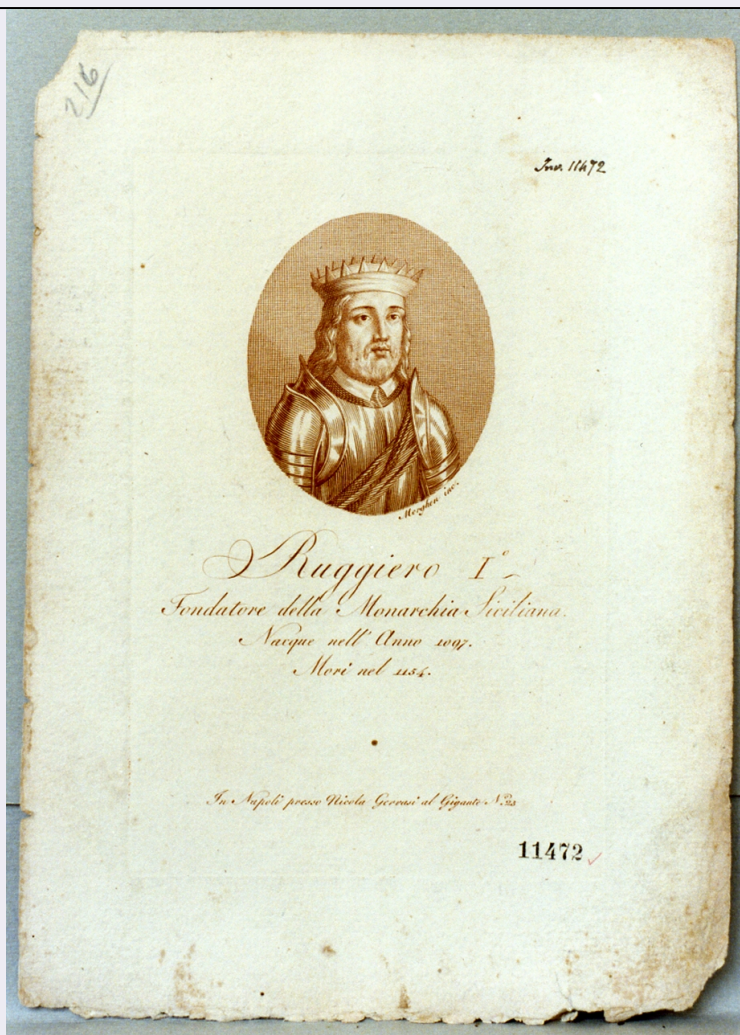 216
Inv. 11472
Morghen inc.
Ruggiero I.º
Fondatore della Monarchia Siciliana.
Nacque nell' Anno 1097.
Morì nel 1154.
In Napoli presso Nicola Gervasi al Gigante N.º 23
11472